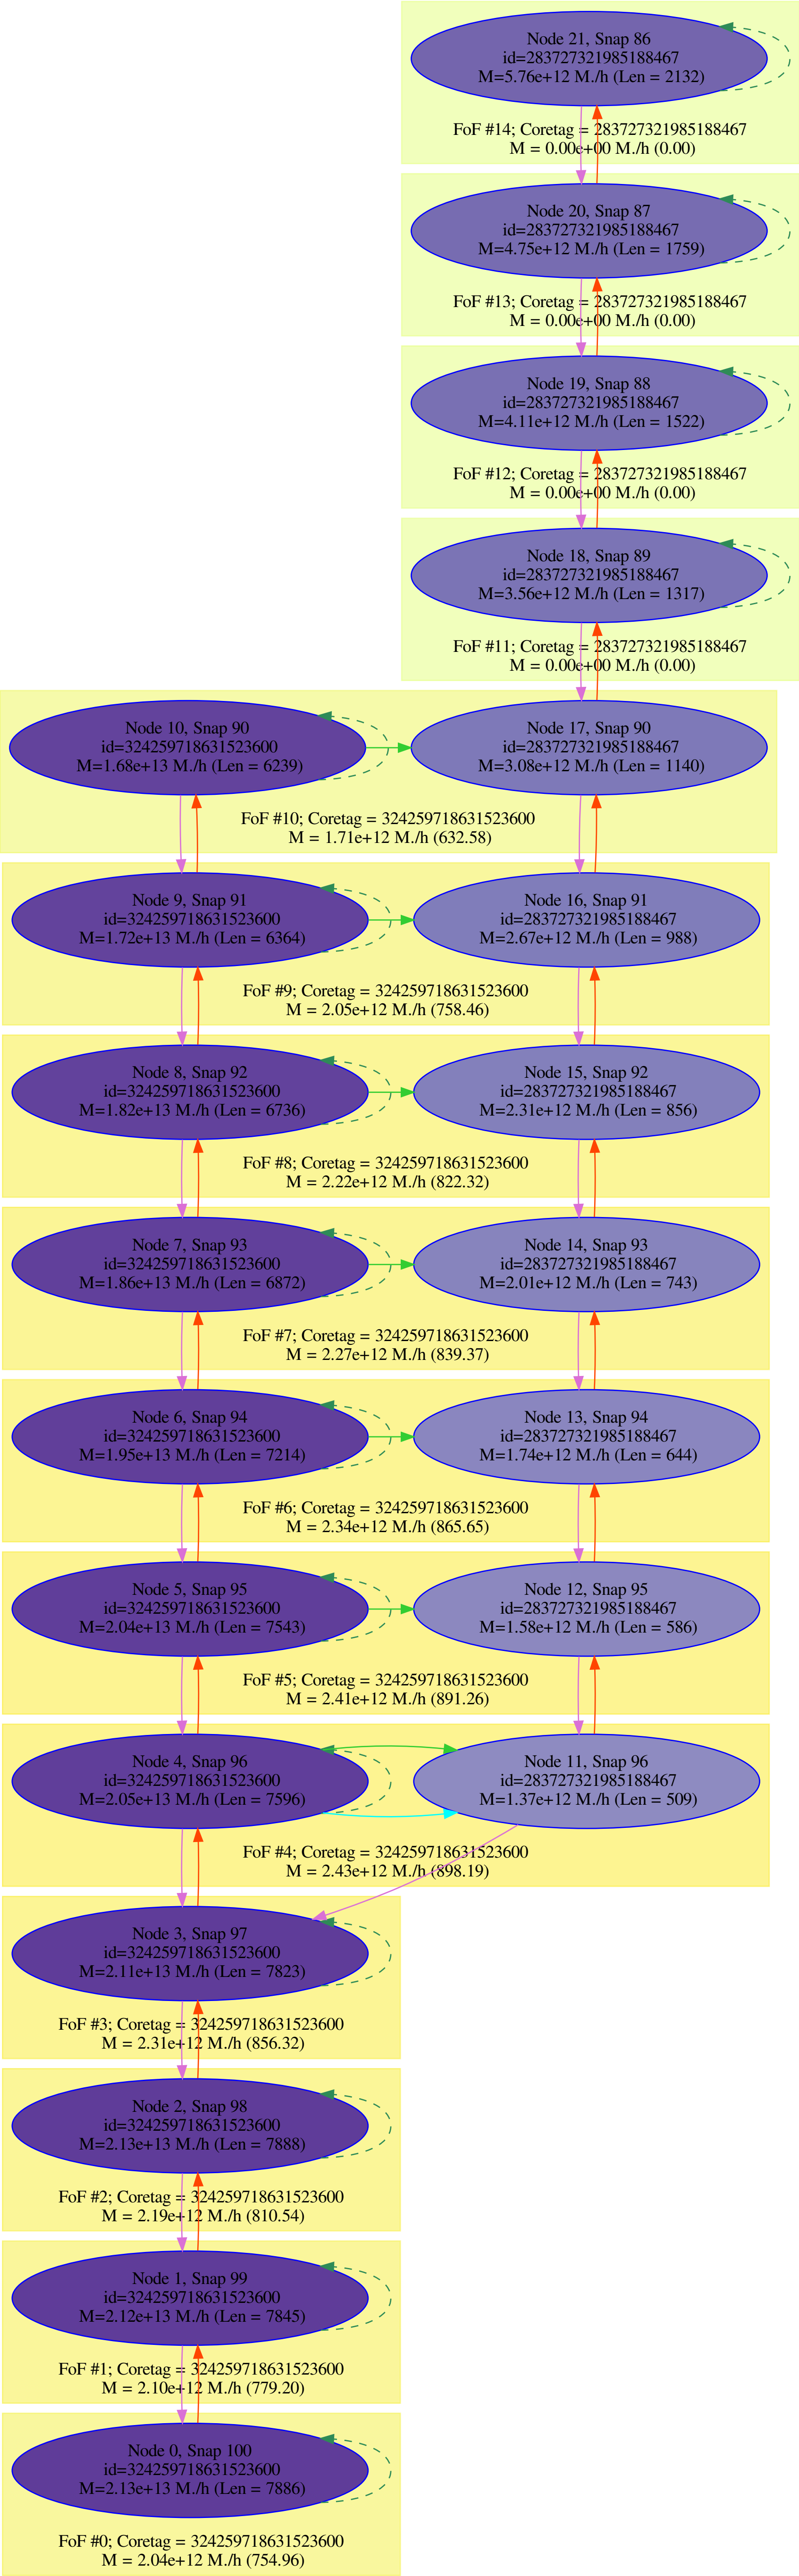 Node 21, Snap 86
id=283727321985188467
M=5.76e+12 M./h (Len = 2132)
FoF #14; Coretag = 283727321985188467
M = 0.00e+00 M./h (0.00)
Node 20, Snap 87
id=283727321985188467
M=4.75e+12 M./h (Len = 1759)
FoF #13; Coretag = 283727321985188467
M = 0.00e+00 M./h (0.00)
Node 19, Snap 88
id=283727321985188467
M=4.11e+12 M./h (Len = 1522)
FoF #12; Coretag = 283727321985188467
M = 0.00e+00 M./h (0.00)
Node 18, Snap 89
id=283727321985188467
M=3.56e+12 M./h (Len = 1317)
FoF #11; Coretag = 283727321985188467
M = 0.00e+00 M./h (0.00)
Node 10, Snap 90
id=324259718631523600
M=1.68e+13 M./h (Len = 6239)
Node 17, Snap 90
id=283727321985188467
M=3.08e+12 M./h (Len = 1140)
FoF #10; Coretag = 324259718631523600
M = 1.71e+12 M./h (632.58)
Node 9, Snap 91
id=324259718631523600
M=1.72e+13 M./h (Len = 6364)
Node 16, Snap 91
id=283727321985188467
M=2.67e+12 M./h (Len = 988)
FoF #9; Coretag = 324259718631523600
M = 2.05e+12 M./h (758.46)
Node 8, Snap 92
id=324259718631523600
M=1.82e+13 M./h (Len = 6736)
Node 15, Snap 92
id=283727321985188467
M=2.31e+12 M./h (Len = 856)
FoF #8; Coretag = 324259718631523600
M = 2.22e+12 M./h (822.32)
Node 7, Snap 93
id=324259718631523600
M=1.86e+13 M./h (Len = 6872)
Node 14, Snap 93
id=283727321985188467
M=2.01e+12 M./h (Len = 743)
FoF #7; Coretag = 324259718631523600
M = 2.27e+12 M./h (839.37)
Node 6, Snap 94
id=324259718631523600
M=1.95e+13 M./h (Len = 7214)
Node 13, Snap 94
id=283727321985188467
M=1.74e+12 M./h (Len = 644)
FoF #6; Coretag = 324259718631523600
M = 2.34e+12 M./h (865.65)
Node 5, Snap 95
id=324259718631523600
M=2.04e+13 M./h (Len = 7543)
Node 12, Snap 95
id=283727321985188467
M=1.58e+12 M./h (Len = 586)
FoF #5; Coretag = 324259718631523600
M = 2.41e+12 M./h (891.26)
Node 4, Snap 96
id=324259718631523600
M=2.05e+13 M./h (Len = 7596)
Node 11, Snap 96
id=283727321985188467
M=1.37e+12 M./h (Len = 509)
FoF #4; Coretag = 324259718631523600
M = 2.43e+12 M./h (898.19)
Node 3, Snap 97
id=324259718631523600
M=2.11e+13 M./h (Len = 7823)
FoF #3; Coretag = 324259718631523600
M = 2.31e+12 M./h (856.32)
Node 2, Snap 98
id=324259718631523600
M=2.13e+13 M./h (Len = 7888)
FoF #2; Coretag = 324259718631523600
M = 2.19e+12 M./h (810.54)
Node 1, Snap 99
id=324259718631523600
M=2.12e+13 M./h (Len = 7845)
FoF #1; Coretag = 324259718631523600
M = 2.10e+12 M./h (779.20)
Node 0, Snap 100
id=324259718631523600
M=2.13e+13 M./h (Len = 7886)
FoF #0; Coretag = 324259718631523600
M = 2.04e+12 M./h (754.96)